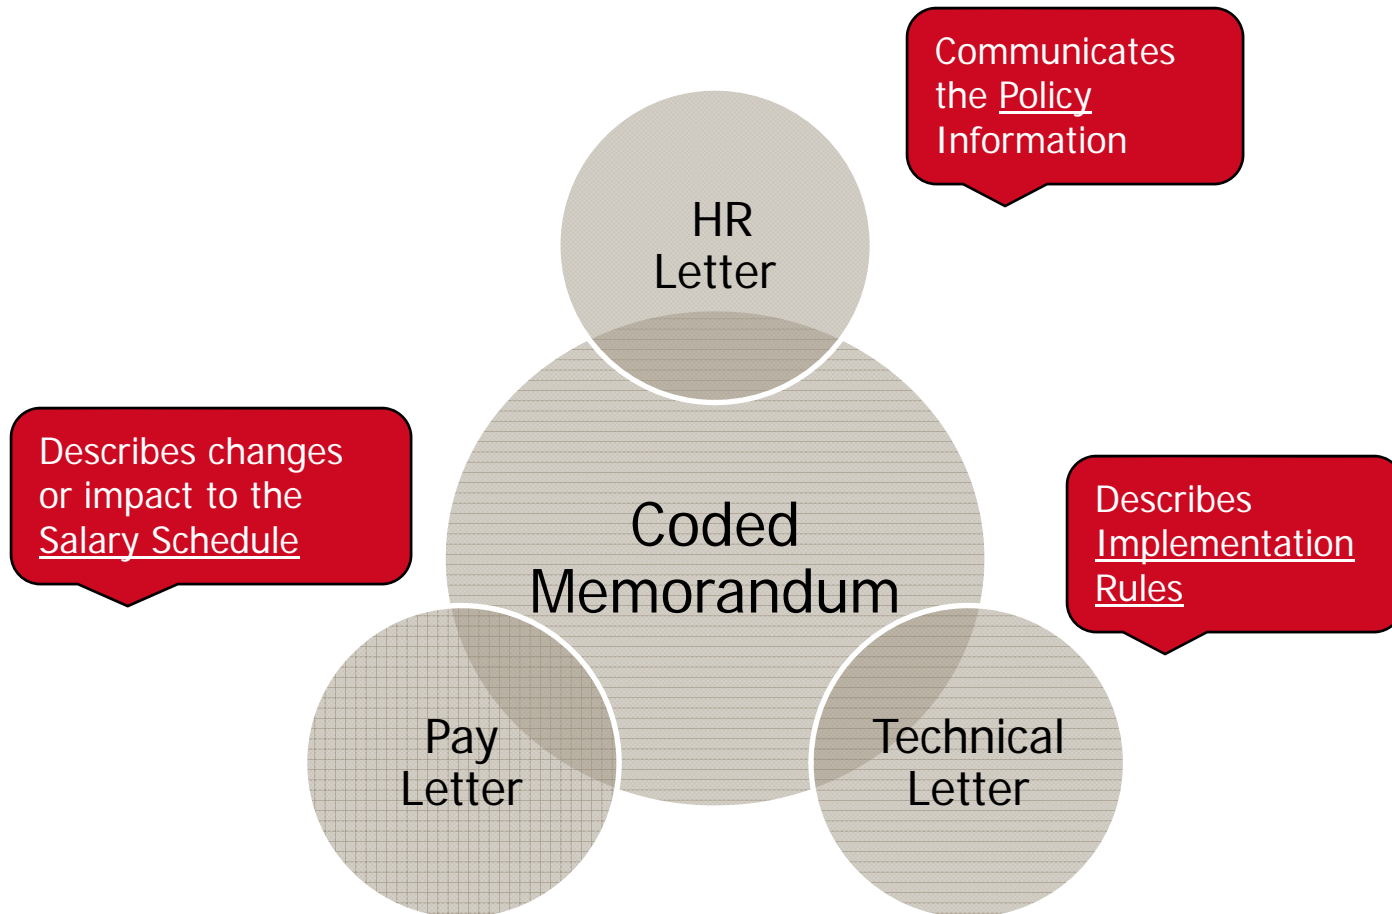 Communicates
the Policy
Information
HR
Letter
Describes changes
or impact to the
Salary Schedule
Coded
Memorandum
Describes
Implementation
Rules
Pay
Letter
Technical
Letter